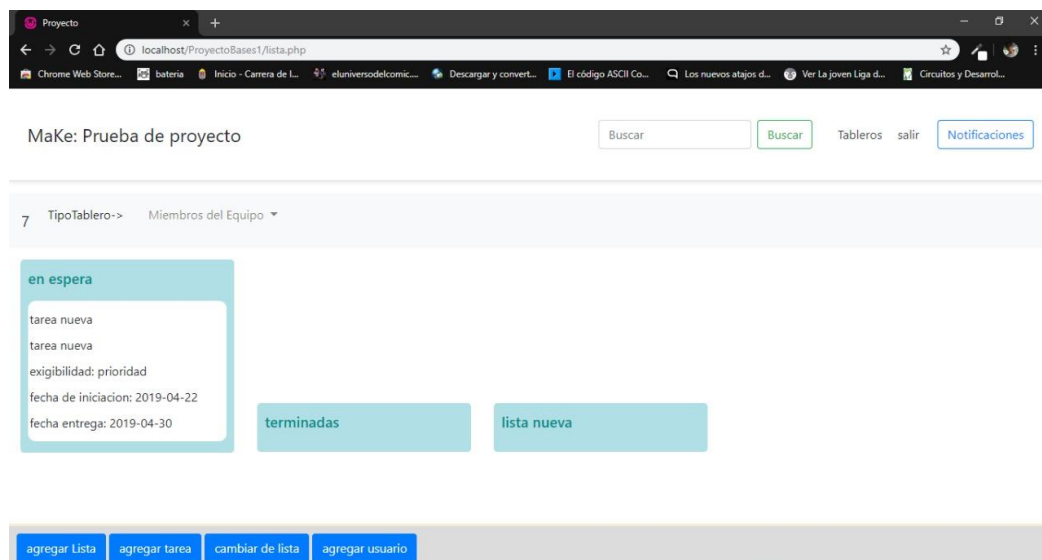 Proyecto
localhost/ProyectoBases1/lista.php
Chrome Web Store... bateria Inicio - Carrera de I... eluniversodelcomic.... Descargar y convert... El código ASCII Co... Los nuevos atajos d... Ver La joven Liga d... Circuitos y Desarrol...
MaKe: Prueba de proyecto Buscar Buscar Tableros salir Notificaciones
7 TipoTablero-> Miembros del Equipo
en espera
tarea nueva
tarea nueva
exigibilidad: prioridad
fecha de iniciacion: 2019-04-22
fecha entrega: 2019-04-30
terminadas
lista nueva
agregar Lista agregar tarea cambiar de lista agregar usuario